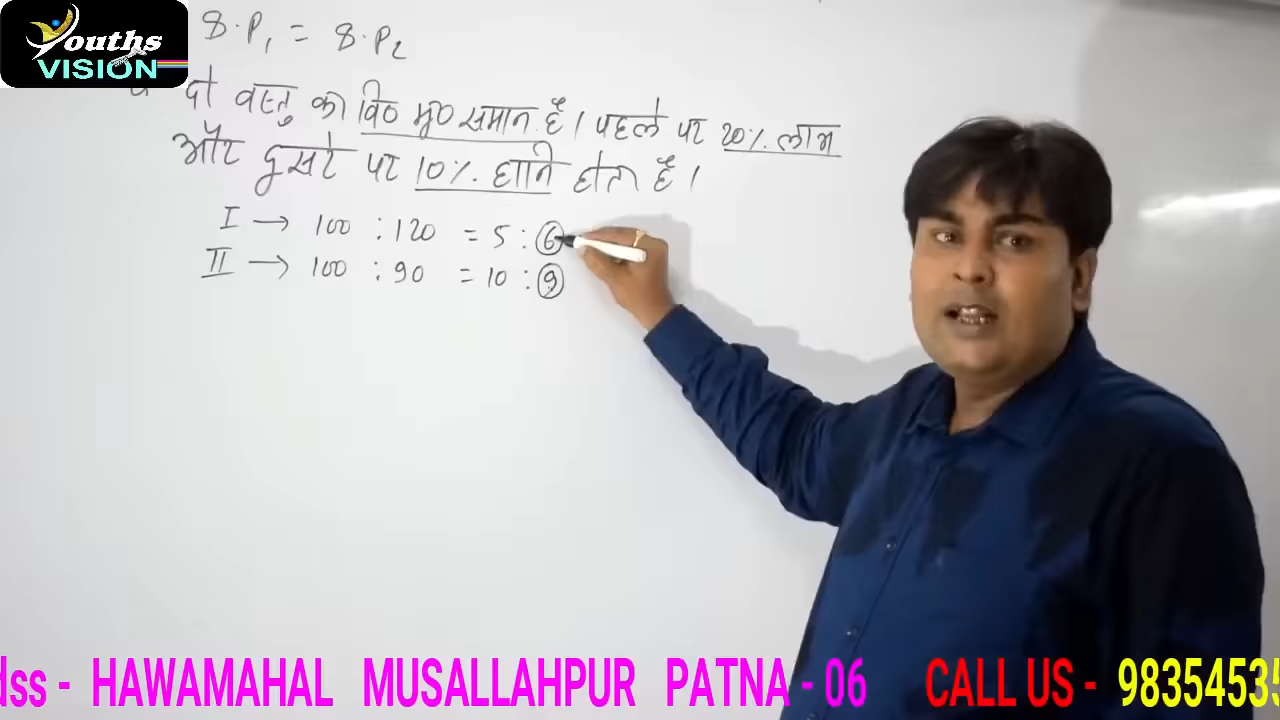 Youths
VISION
S.P₁ = S.P₂
दो वस्तु का वि० मू० समान है। पहले पर 20% लाभ
और दुसरे पर 10% हानि होता है।
I → 100 : 120 = 5 : 6
II → 100 : 90 = 10 : 9
dss - HAWAMAHAL MUSALLAHPUR PATNA - 06 CALL US - 98354535